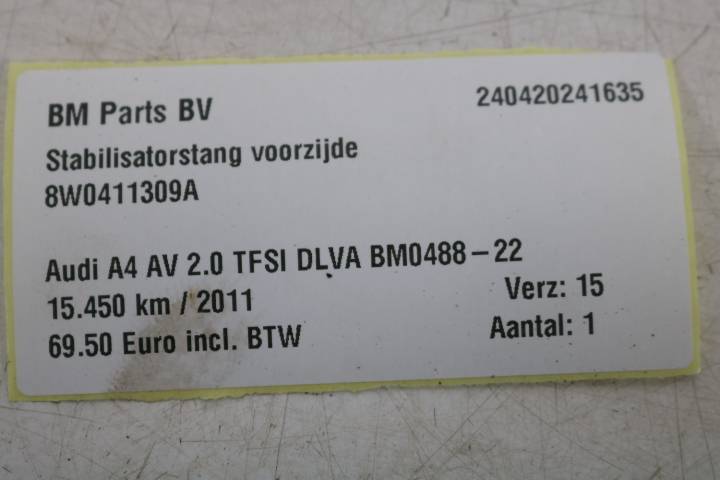 BM Parts BV 240420241635
Stabilisatorstang voorzijde
8W0411309A
Audi A4 AV 2.0 TFSI DLVA BM0488-22
15.450 km / 2011 Verz: 15
69.50 Euro incl. BTW Aantal: 1